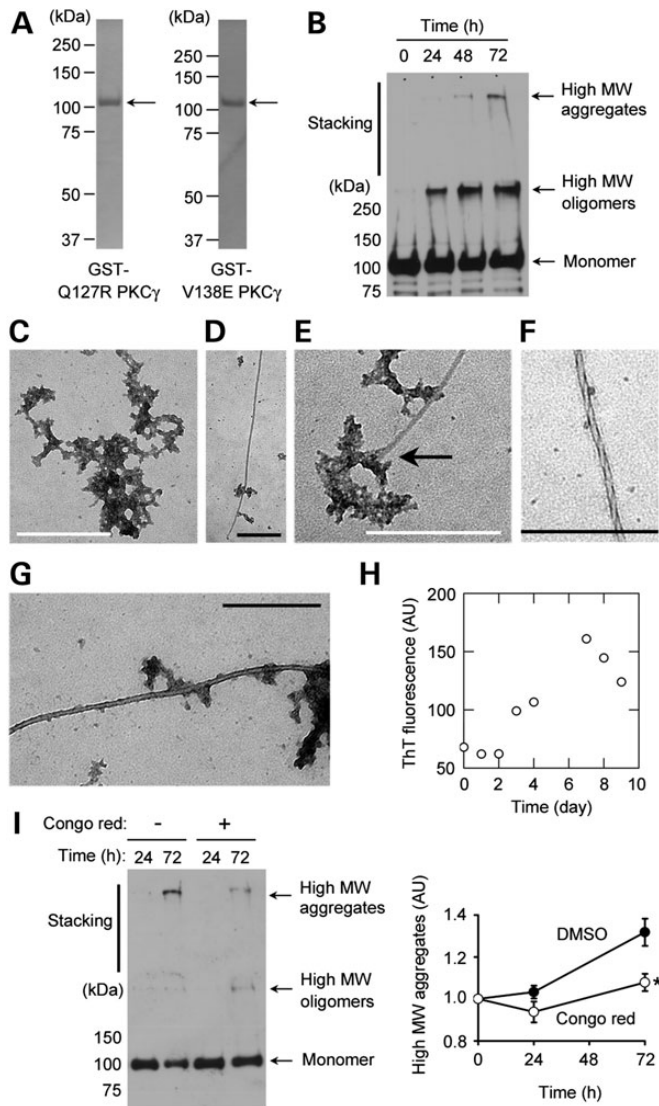 A
(kDa)
250
150
100
75
50
37
GST-
Q127R PKCγ
(kDa)
250
150
100
75
50
37
GST-
V138E PKCγ
B
Time (h)
0 24 48 72
Stacking
High MW
aggregates
(kDa)
250
150
100
75
High MW
oligomers
Monomer
C
D
E
F
G
H
ThT fluorescence (AU)
200
150
100
50
0 2 4 6 8 10
Time (day)
I
Congo red: - +
Time (h): 24 72 24 72
Stacking
High MW
aggregates
(kDa)
High MW
oligomers
150
100
75
Monomer
High MW aggregates (AU)
1.4
1.2
1.0
0.8
DMSO
*
Congo red
0 24 48 72
Time (h)